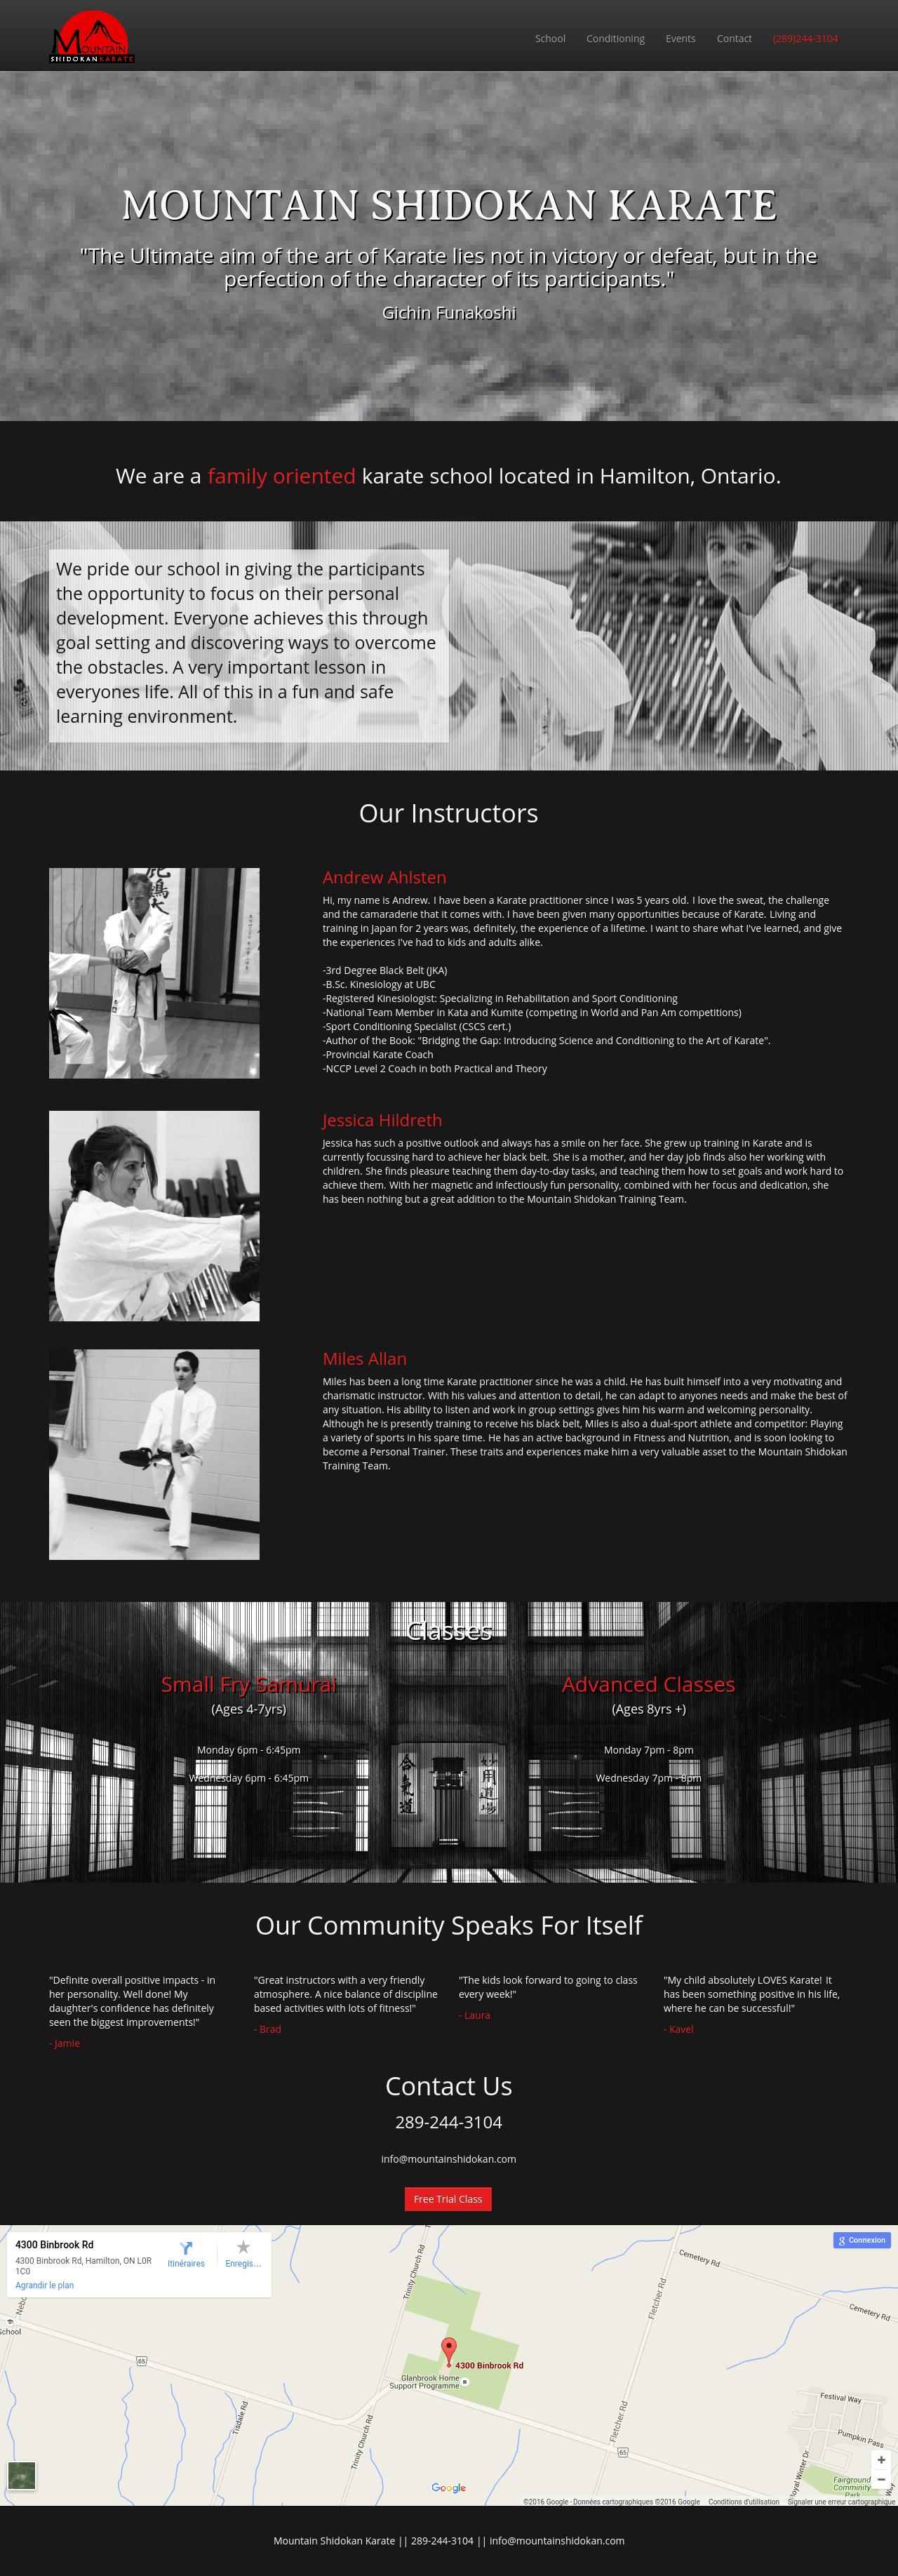 MOUNTAIN
SHIDOKAN KARATE
School Conditioning Events Contact (289)244-3104
MOUNTAIN SHIDOKAN KARATE
"The Ultimate aim of the art of Karate lies not in victory or defeat, but in the
perfection of the character of its participants."
Gichin Funakoshi
We are a family oriented karate school located in Hamilton, Ontario.
We pride our school in giving the participants
the opportunity to focus on their personal
development. Everyone achieves this through
goal setting and discovering ways to overcome
the obstacles. A very important lesson in
everyones life. All of this in a fun and safe
learning environment.
Our Instructors
Andrew Ahlsten
Hi, my name is Andrew. I have been a Karate practitioner since I was 5 years old. I love the sweat, the challenge
and the camaraderie that it comes with. I have been given many opportunities because of Karate. Living and
training in Japan for 2 years was, definitely, the experience of a lifetime. I want to share what I've learned, and give
the experiences I've had to kids and adults alike.
-3rd Degree Black Belt (JKA)
-B.Sc. Kinesiology at UBC
-Registered Kinesiologist: Specializing in Rehabilitation and Sport Conditioning
-National Team Member in Kata and Kumite (competing in World and Pan Am competitions)
-Sport Conditioning Specialist (CSCS cert.)
-Author of the Book: "Bridging the Gap: Introducing Science and Conditioning to the Art of Karate".
-Provincial Karate Coach
-NCCP Level 2 Coach in both Practical and Theory
Jessica Hildreth
Jessica has such a positive outlook and always has a smile on her face. She grew up training in Karate and is
currently focussing hard to achieve her black belt. She is a mother, and her day job finds also her working with
children. She finds pleasure teaching them day-to-day tasks, and teaching them how to set goals and work hard to
achieve them. With her magnetic and infectiously fun personality, combined with her focus and dedication, she
has been nothing but a great addition to the Mountain Shidokan Training Team.
Miles Allan
Miles has been a long time Karate practitioner since he was a child. He has built himself into a very motivating and
charismatic instructor. With his values and attention to detail, he can adapt to anyones needs and make the best of
any situation. His ability to listen and work in group settings gives him his warm and welcoming personality.
Although he is presently training to receive his black belt, Miles is also a dual-sport athlete and competitor: Playing
a variety of sports in his spare time. He has an active background in Fitness and Nutrition, and is soon looking to
become a Personal Trainer. These traits and experiences make him a very valuable asset to the Mountain Shidokan
Training Team.
Classes
Small Fry Samurai
(Ages 4-7yrs)
Monday 6pm - 6:45pm
Wednesday 6pm - 6:45pm
Advanced Classes
(Ages 8yrs +)
Monday 7pm - 8pm
Wednesday 7pm - 8pm
合氣道
妙用道場
Our Community Speaks For Itself
"Definite overall positive impacts - in
her personality. Well done! My
daughter's confidence has definitely
seen the biggest improvements!"
- Jamie
"Great instructors with a very friendly
atmosphere. A nice balance of discipline
based activities with lots of fitness!"
- Brad
"The kids look forward to going to class
every week!"
- Laura
"My child absolutely LOVES Karate! It
has been something positive in his life,
where he can be successful!"
- Kavel
Contact Us
289-244-3104
info@mountainshidokan.com
Free Trial Class
4300 Binbrook Rd
4300 Binbrook Rd, Hamilton, ON L0R
1C0
Agrandir le plan
Itinéraires
Enregis...
Connexion
Trinity Church Rd
Cemetery Rd
Cemetery Rd
Fletcher Rd
School
65
4300 Binbrook Rd
Glanbrook Home
Support Programme
Festival Way
Tisdale Rd
Trinity Church Rd
Fletcher Rd
65
Pumpkin Pass
Royal Winter Dr
Fairground
Community
Park
Google
©2016 Google - Données cartographiques ©2016 Google Conditions d'utilisation Signaler une erreur cartographique
Mountain Shidokan Karate || 289-244-3104 || info@mountainshidokan.com